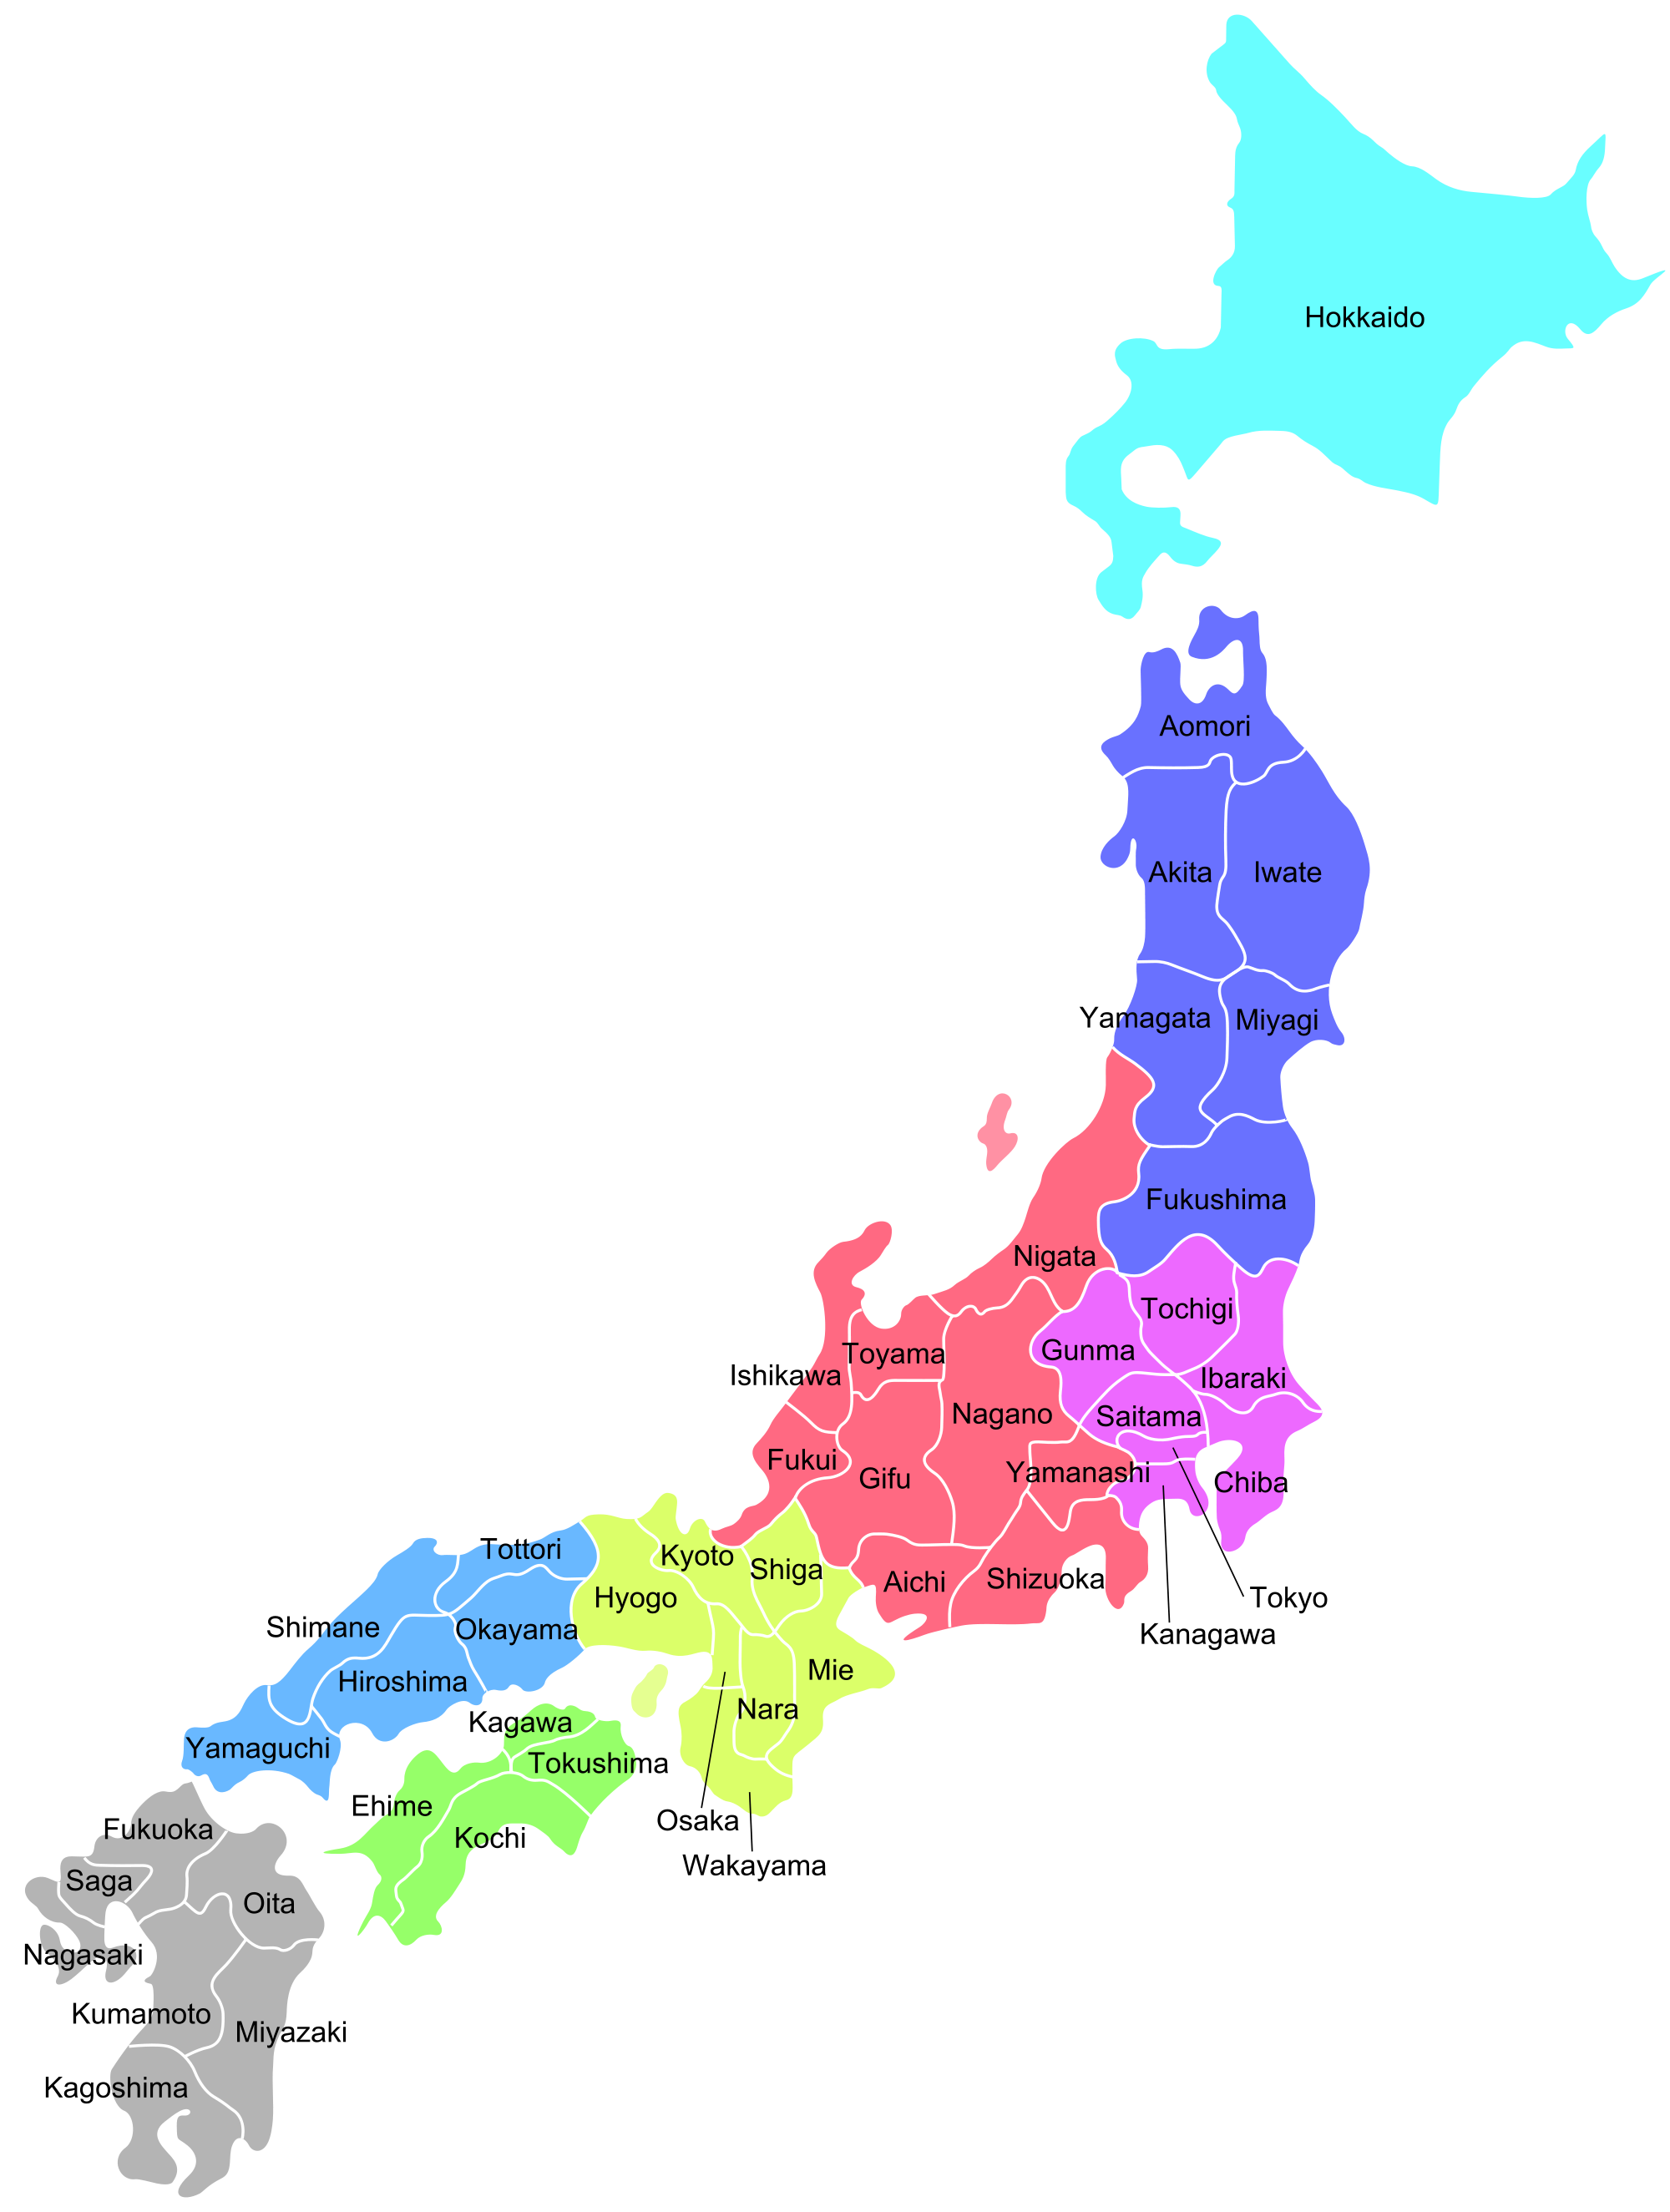 Hokkaido
Aomori
Akita
Iwate
Yamagata
Miyagi
Fukushima
Nigata
Tochigi
Gunma
Toyama
Ishikawa
Ibaraki
Nagano
Saitama
Fukui
Yamanashi
Gifu
Chiba
Tottori
Kyoto
Shiga
Aichi
Shizuoka
Hyogo
Tokyo
Shimane
Okayama
Kanagawa
Mie
Hiroshima
Nara
Kagawa
Yamaguchi
Tokushima
Ehime
Osaka
Fukuoka
Kochi
Wakayama
Saga
Oita
Nagasaki
Kumamoto
Miyazaki
Kagoshima